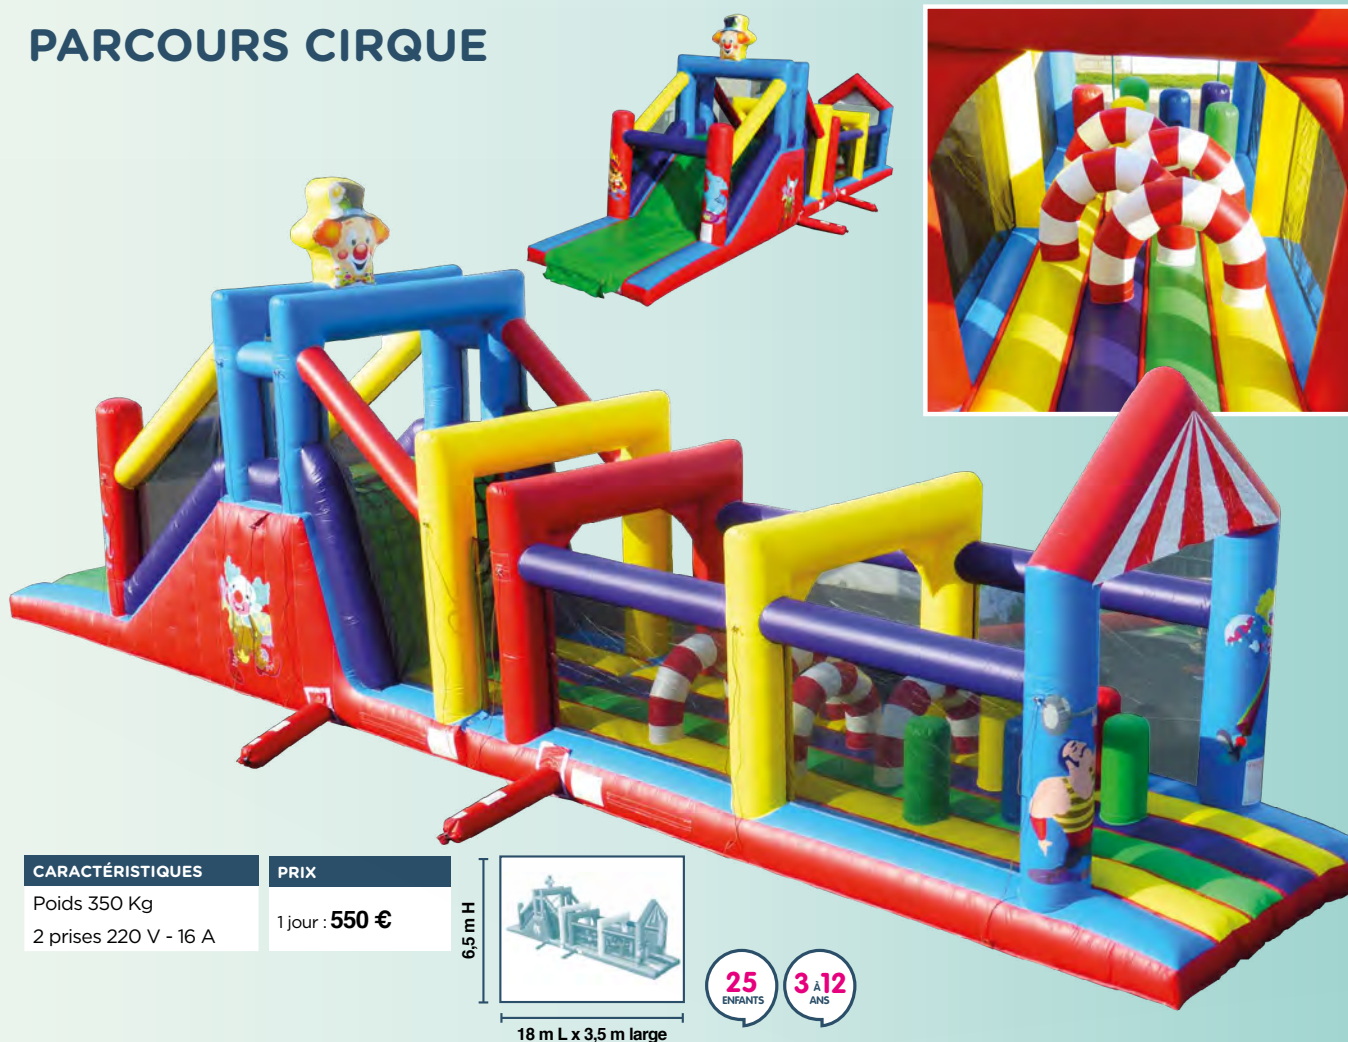 PARCOURS CIRQUE
CARACTÉRISTIQUES
Poids 350 Kg
2 prises 220 V - 16 A
PRIX
1 jour : 550 €
6,5 m H
18 m L x 3,5 m large
25
ENFANTS
3 À 12
ANS